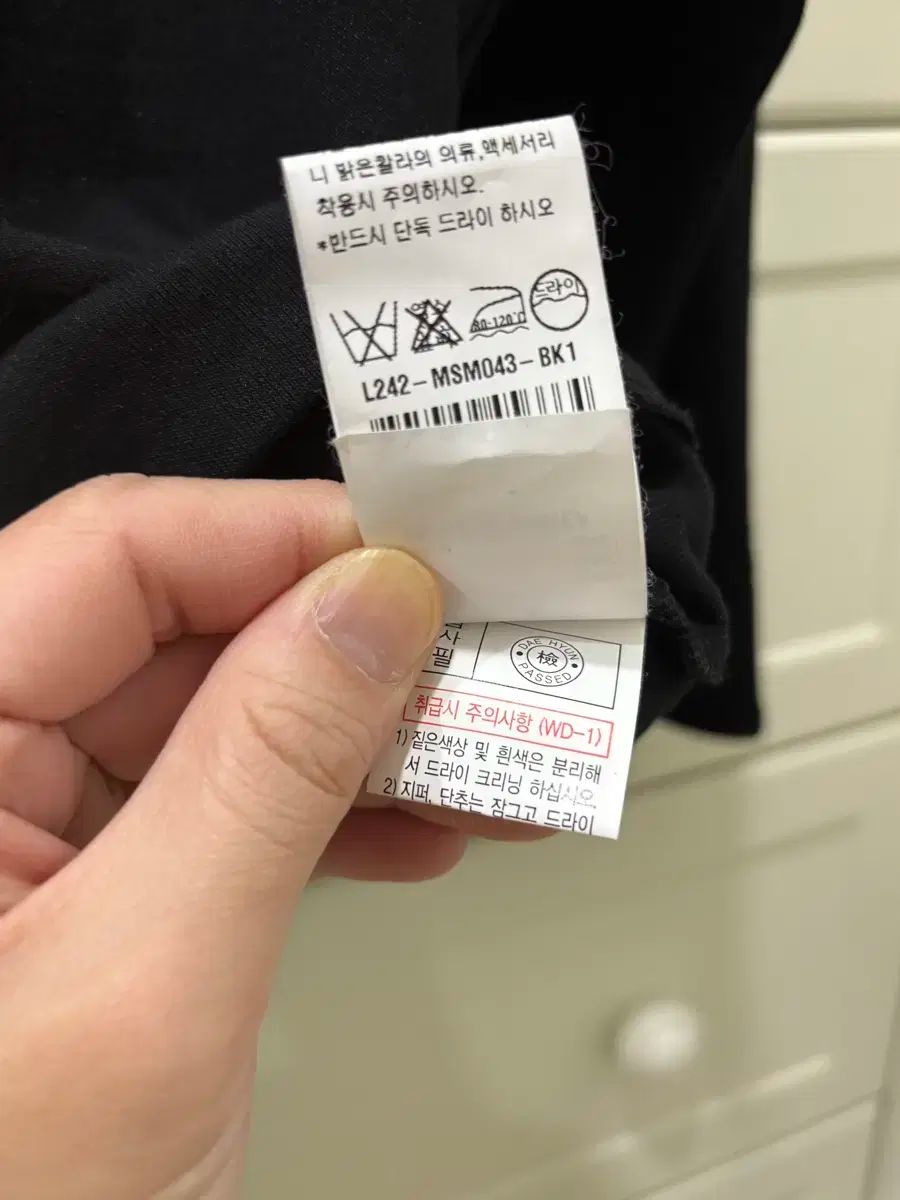 니 밝은칼라의 의류,액세서리
착용시 주의하시오.
*반드시 단독 드라이 하시오
80-120°C
드라이
L242-MSM043-BK1
사
필
DAE HYUN
檢
PASSED
취급시 주의사항 (WD-1)
1) 짙은색상 및 흰색은 분리해
서 드라이 크리닝 하십시오
2) 지퍼, 단추는 잠그고 드라이